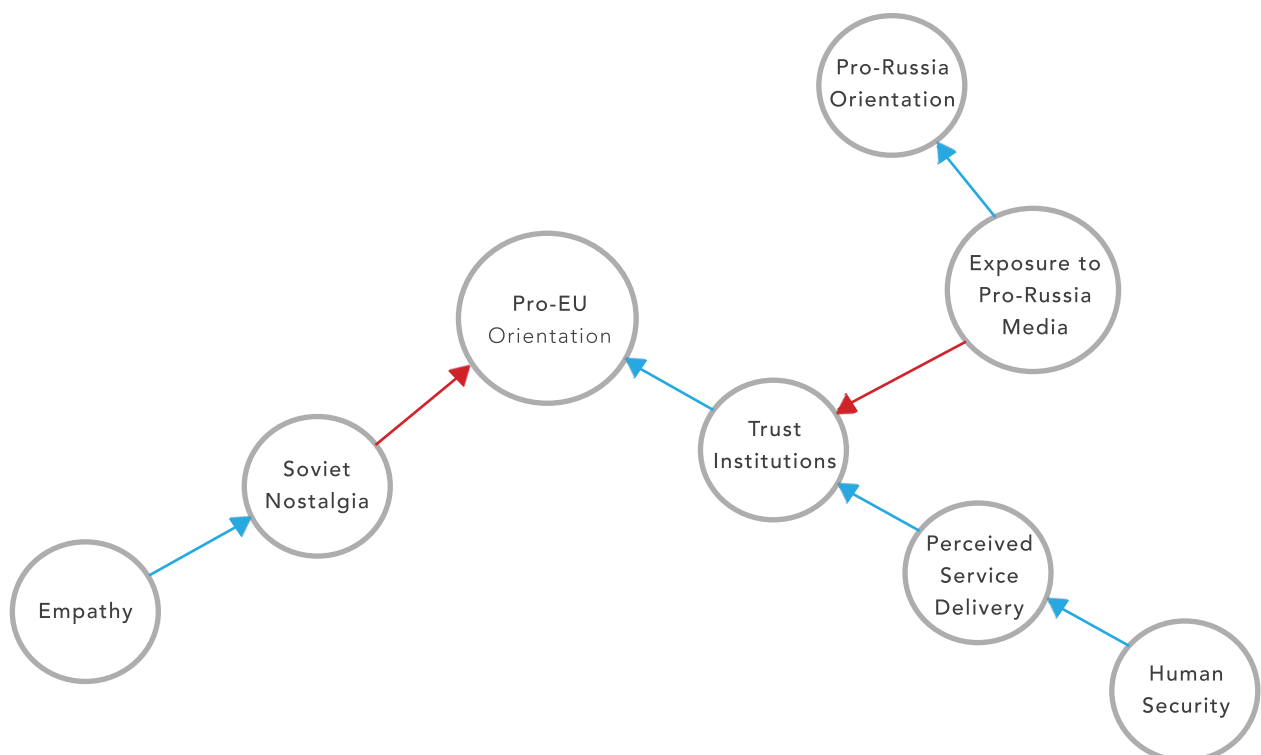 Pro-Russia
Orientation
Exposure to
Pro-Russia
Media
Pro-EU
Orientation
Trust
Institutions
Soviet
Nostalgia
Perceived
Service
Delivery
Empathy
Human
Security